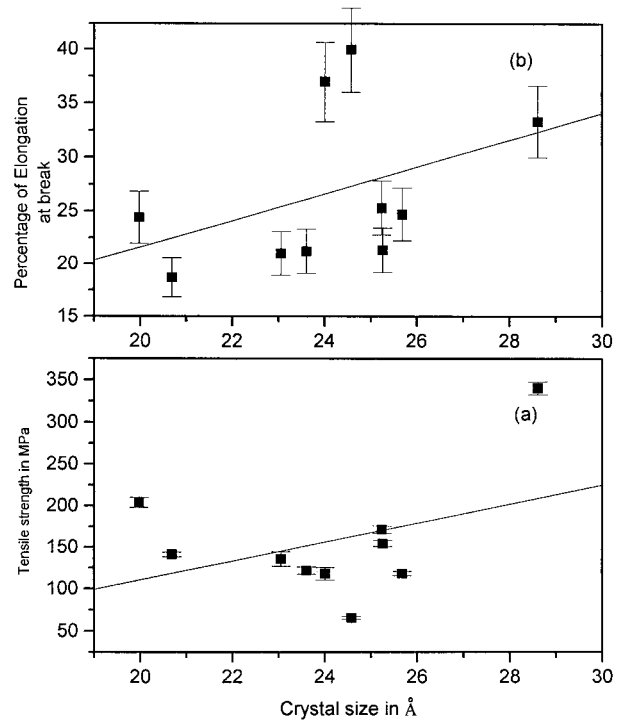 40
35
30
25
20
15
Percentage of Elongation
at break
(b)
20 22 24 26 28 30
350
300
250
200
150
100
50
Tensile strength in MPa
(a)
20 22 24 26 28 30
Crystal size in Å